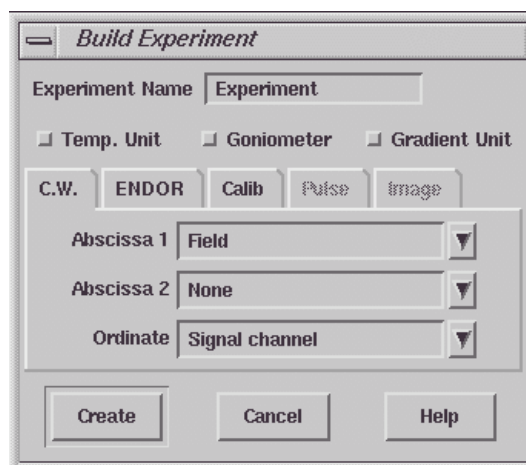 Build Experiment
Experiment Name Experiment
Temp. Unit Goniometer Gradient Unit
C.W. ENDOR Calib Pulse Image
Abscissa 1 Field
Abscissa 2 None
Ordinate Signal channel
Create Cancel Help